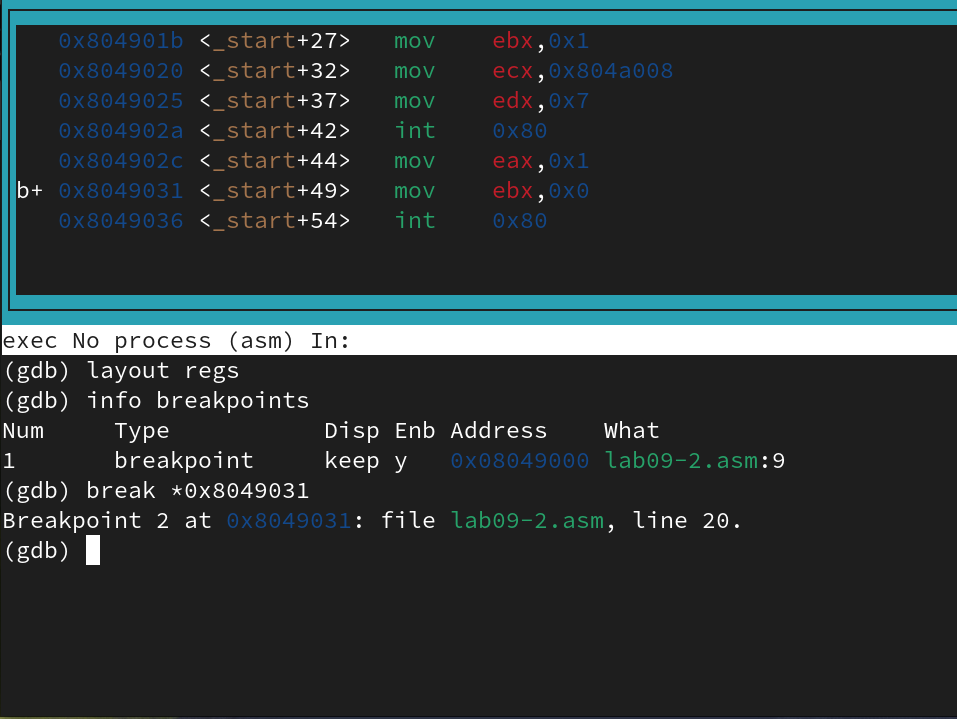 0x804901b <_start+27>   mov    ebx,0x1
0x8049020 <_start+32>   mov    ecx,0x804a008
0x8049025 <_start+37>   mov    edx,0x7
0x804902a <_start+42>   int    0x80
0x804902c <_start+44>   mov    eax,0x1
b+ 0x8049031 <_start+49>   mov    ebx,0x0
0x8049036 <_start+54>   int    0x80
exec No process (asm) In:
(gdb) layout regs
(gdb) info breakpoints
Num     Type           Disp Enb Address    What
1       breakpoint     keep y   0x08049000 lab09-2.asm:9
(gdb) break *0x8049031
Breakpoint 2 at 0x8049031: file lab09-2.asm, line 20.
(gdb)